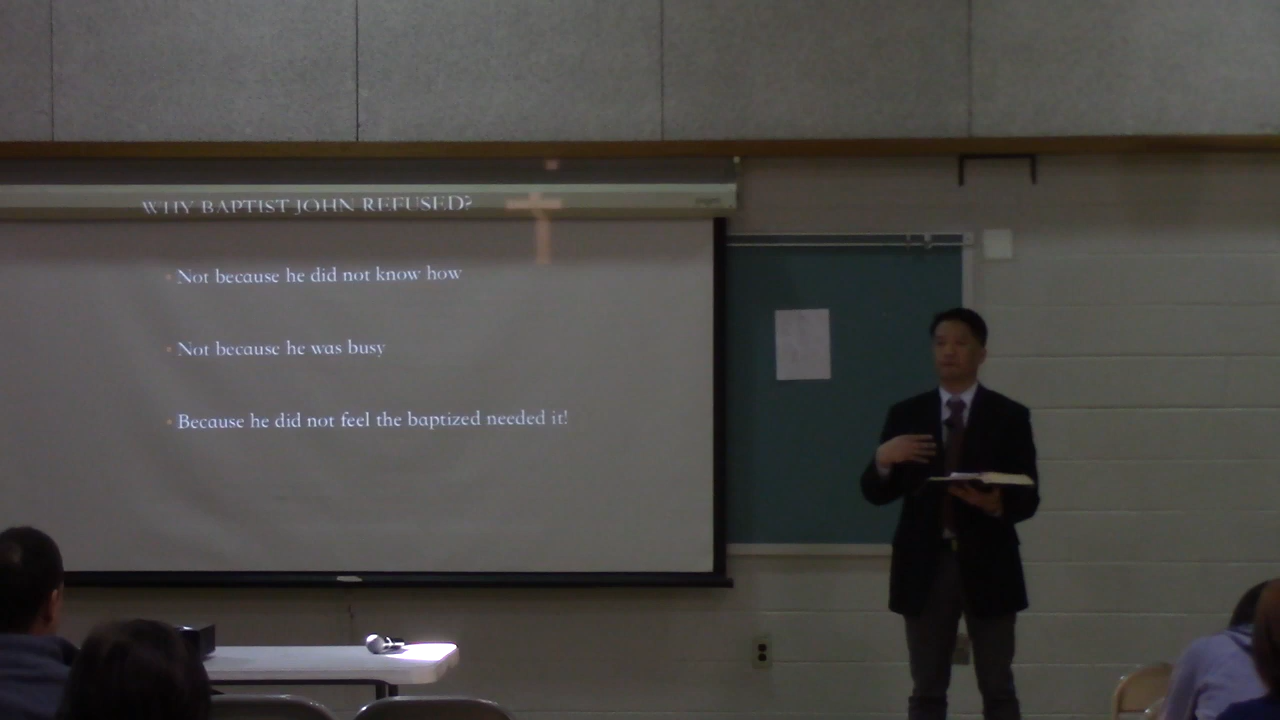 WHY BAPTIST JOHN REFUSED?
Not because he did not know how
Not because he was busy
Because he did not feel the baptized needed it!